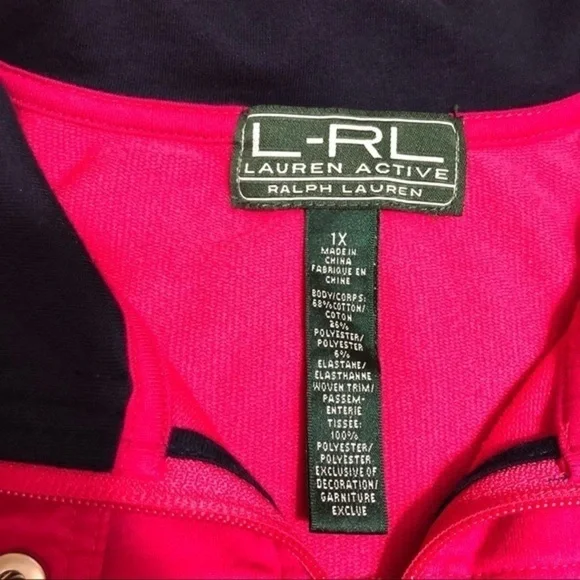 L-RL
LAUREN ACTIVE
RALPH LAUREN
1X
MADE IN
CHINA
FABRIQUE EN
CHINE
BODY/CORPS:
68%COTTON/
COTON
26%
POLYESTER/
POLYESTER
6%
ELASTANE/
ELASTHANNE
WOVEN TRIM/
PASSEM-
ENTERIE
TISSÉE:
100%
POLYESTER/
POLYESTER
EXCLUSIVE OF
DECORATION/
GARNITURE
EXCLUE